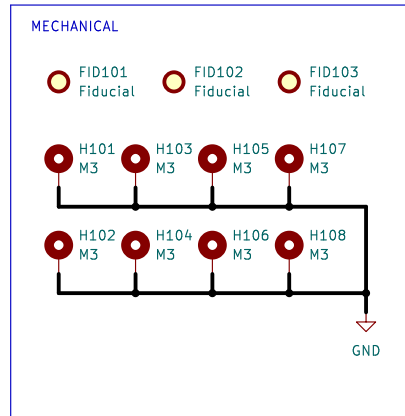 MECHANICAL
FID101
Fiducial
FID102
Fiducial
FID103
Fiducial
H101
M3
H103
M3
H105
M3
H107
M3
H102
M3
H104
M3
H106
M3
H108
M3
GND